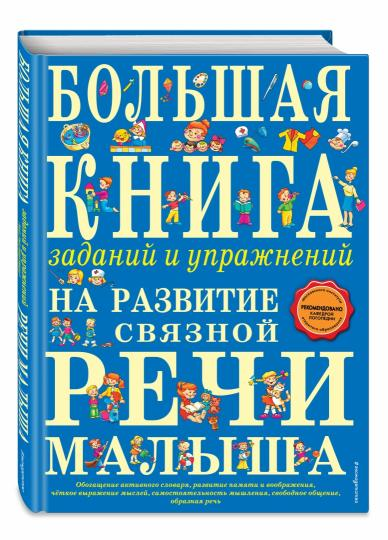 БОЛЬШАЯ
КНИГА
заданий и упражнений
НА РАЗВИТИЕ
СВЯЗНОЙ
РЕЧИ
МАЛЫША
РЕКОМЕНДОВАНО
КАФЕДРОЙ
ЛОГОПЕДИИ
Обогащение активного словаря, развитие памяти и воображения,
чёткое выражение мыслей, самостоятельность мышления, свободное общение,
образная речь